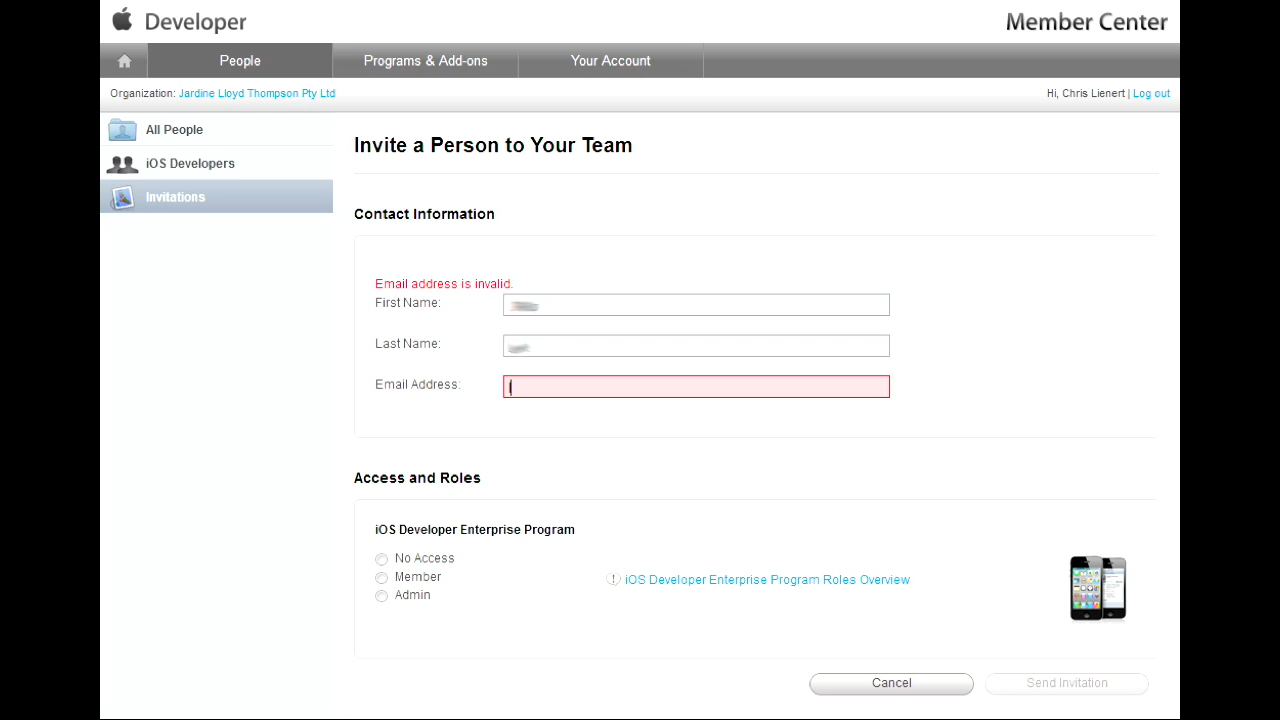 Developer
Member Center
People
Programs & Add-ons
Your Account
Organization: Jardine Lloyd Thompson Pty Ltd
Hi, Chris Lienert | Log out
All People
iOS Developers
Invitations
Invite a Person to Your Team
Contact Information
Email address is invalid.
First Name:
Last Name:
Email Address:
Access and Roles
iOS Developer Enterprise Program
No Access
Member
Admin
! iOS Developer Enterprise Program Roles Overview
Cancel
Send Invitation